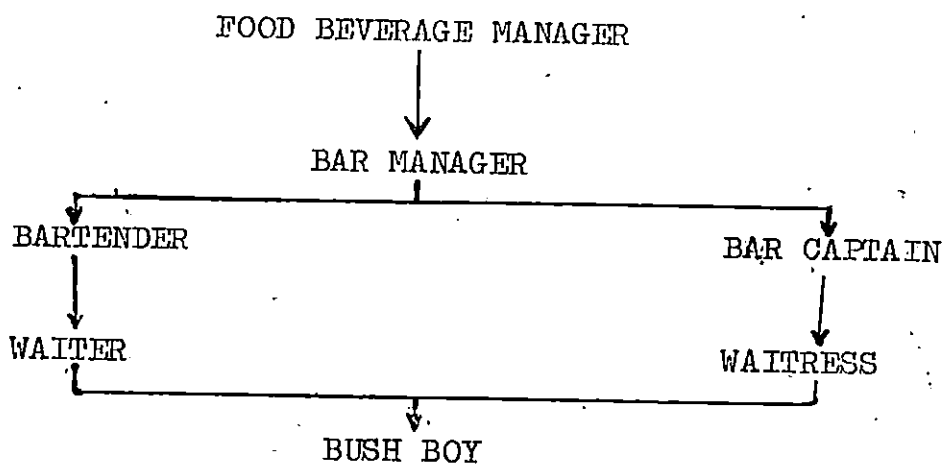 FOOD BEVERAGE MANAGER
BAR MANAGER
BARTENDER
BAR CAPTAIN
WAITER
WAITRESS
BUSH BOY